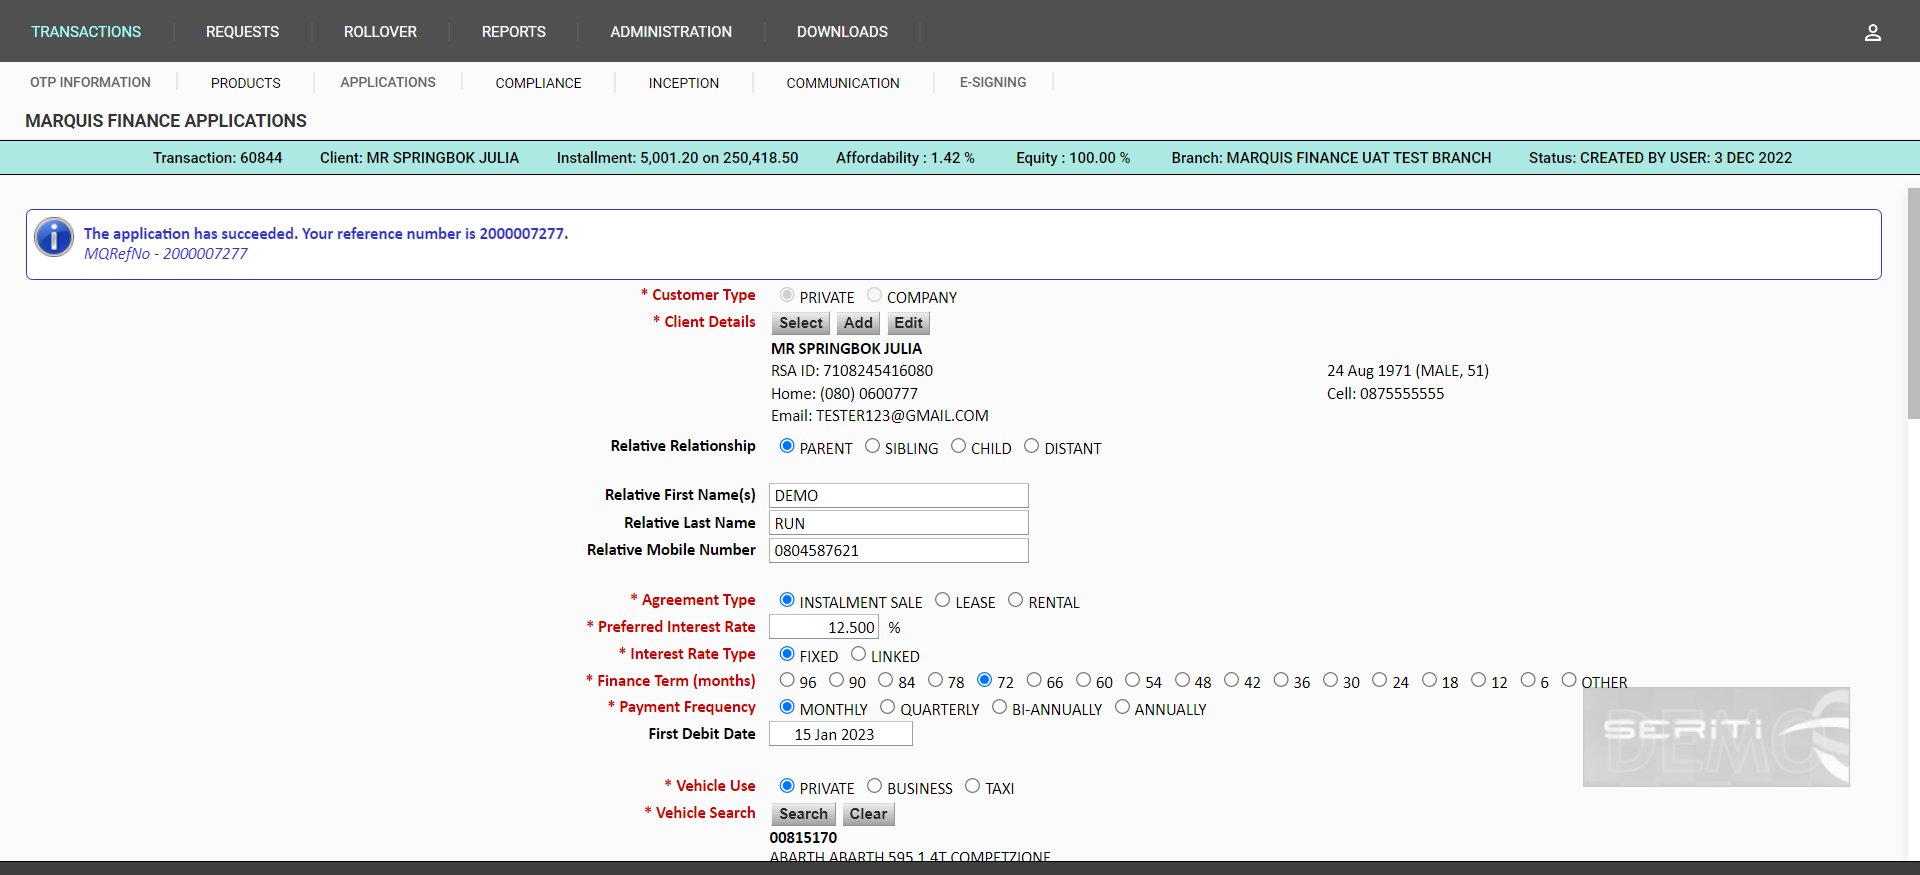 TRANSACTIONS REQUESTS ROLLOVER REPORTS ADMINISTRATION DOWNLOADS
OTP INFORMATION PRODUCTS APPLICATIONS COMPLIANCE INCEPTION COMMUNICATION E-SIGNING
MARQUIS FINANCE APPLICATIONS
Transaction: 60844 Client: MR SPRINGBOK JULIA Installment: 5,001.20 on 250,418.50 Affordability : 1.42 % Equity : 100.00 % Branch: MARQUIS FINANCE UAT TEST BRANCH Status: CREATED BY USER: 3 DEC 2022
The application has succeeded. Your reference number is 2000007277.
MQRefNo - 2000007277
* Customer Type PRIVATE COMPANY
* Client Details Select Add Edit
MR SPRINGBOK JULIA
RSA ID: 7108245416080 24 Aug 1971 (MALE, 51)
Home: (080) 0600777 Cell: 0875555555
Email: TESTER123@GMAIL.COM
Relative Relationship PARENT SIBLING CHILD DISTANT
Relative First Name(s) DEMO
Relative Last Name RUN
Relative Mobile Number 0804587621
* Agreement Type INSTALMENT SALE LEASE RENTAL
* Preferred Interest Rate 12.500 %
* Interest Rate Type FIXED LINKED
* Finance Term (months) 96 90 84 78 72 66 60 54 48 42 36 30 24 18 12 6 OTHER
* Payment Frequency MONTHLY QUARTERLY BI-ANNUALLY ANNUALLY
First Debit Date 15 Jan 2023
SERiTi
DEMO
* Vehicle Use PRIVATE BUSINESS TAXI
* Vehicle Search Search Clear
00815170
ABARTH ABARTH 595 1.4T COMPETZIONE